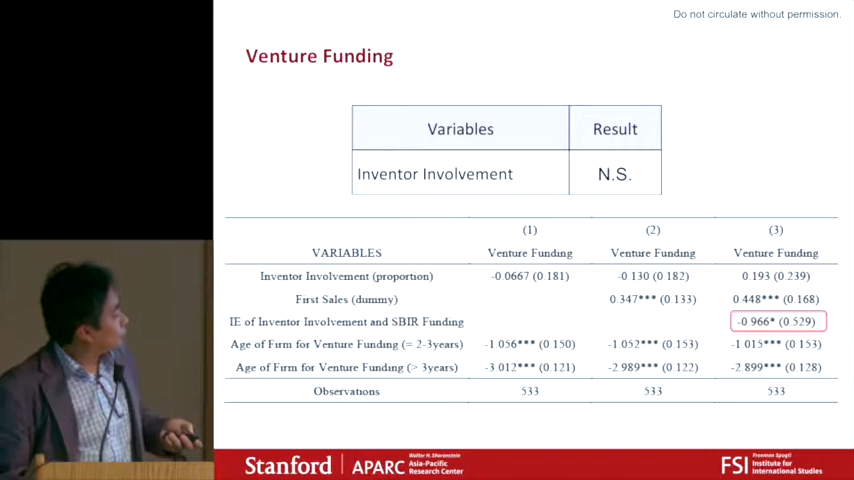 Do not circulate without permission.
Venture Funding
Variables Result
Inventor Involvement N.S.
(1) (2) (3)
VARIABLES Venture Funding Venture Funding Venture Funding
Inventor Involvement (proportion) -0.0667 (0.181) -0.130 (0.182) 0.193 (0.239)
First Sales (dummy) 0.347*** (0.133) 0.448*** (0.168)
IE of Inventor Involvement and SBIR Funding -0.966* (0.529)
Age of Firm for Venture Funding (= 2-3years) -1.056*** (0.150) -1.052*** (0.153) -1.015*** (0.153)
Age of Firm for Venture Funding (> 3years) -3.012*** (0.121) -2.989*** (0.122) -2.899*** (0.128)
Observations 533 533 533
Stanford APARC Walter H. Shorenstein
Asia-Pacific
Research Center
FSI Freeman Spogli
Institute for
International Studies